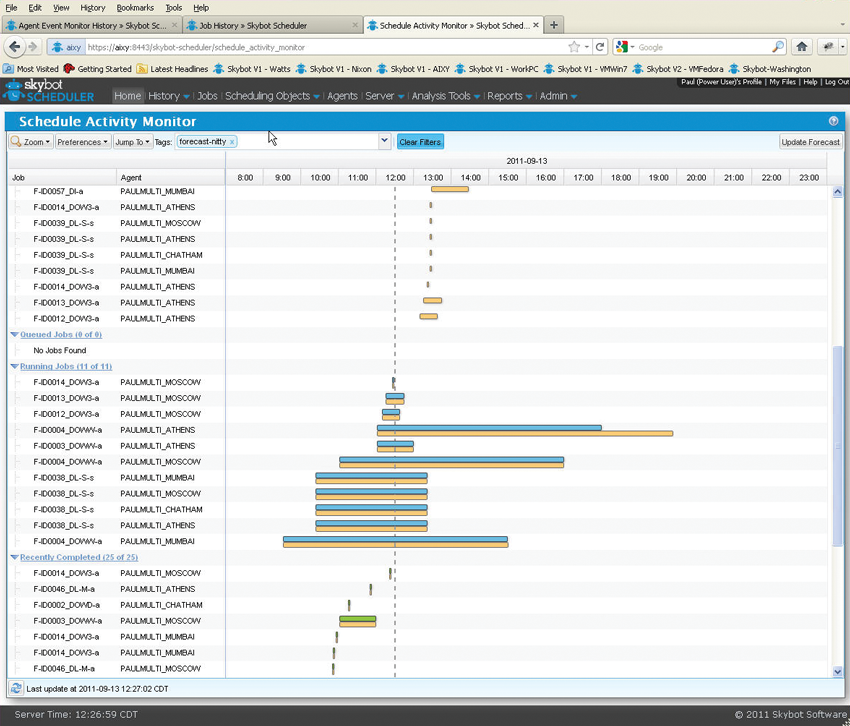 File Edit View History Bookmarks Tools Help
Agent Event Monitor History » Skybot Sc... × Job History » Skybot Scheduler × Schedule Activity Monitor » Skybot Sched... × +
aixy https://aixy:8443/skybot-scheduler/schedule_activity_monitor Google
Most Visited Getting Started Latest Headlines Skybot V1 - Watts Skybot V1 - Nixon Skybot V1 - AIXY Skybot V1 - WorkPC Skybot V1 - VMWin7 Skybot V2 - VMFedora Skybot-Washington
Paul (Power User)'s Profile | My Files | Help | Log Out
skybot
SCHEDULER Home History Jobs Scheduling Objects Agents Server Analysis Tools Reports Admin
Schedule Activity Monitor
Zoom Preferences Jump To Tags: forecast-nitty x Clear Filters Update Forecast
2011-09-13
Job Agent 8:00 9:00 10:00 11:00 12:00 13:00 14:00 15:00 16:00 17:00 18:00 19:00 20:00 21:00 22:00 23:00
F-ID0057_DI-a PAULMULTI_MUMBAI
F-ID0014_DOW3-a PAULMULTI_ATHENS
F-ID0039_DL-S-s PAULMULTI_MOSCOW
F-ID0039_DL-S-s PAULMULTI_ATHENS
F-ID0039_DL-S-s PAULMULTI_CHATHAM
F-ID0039_DL-S-s PAULMULTI_MUMBAI
F-ID0014_DOW3-a PAULMULTI_ATHENS
F-ID0013_DOW3-a PAULMULTI_ATHENS
F-ID0012_DOW3-a PAULMULTI_ATHENS
Queued Jobs (0 of 0)
No Jobs Found
Running Jobs (11 of 11)
F-ID0014_DOW3-a PAULMULTI_MOSCOW
F-ID0013_DOW3-a PAULMULTI_MOSCOW
F-ID0012_DOW3-a PAULMULTI_MOSCOW
F-ID0004_DOWW-a PAULMULTI_ATHENS
F-ID0003_DOWW-a PAULMULTI_ATHENS
F-ID0004_DOWW-a PAULMULTI_MOSCOW
F-ID0038_DL-S-s PAULMULTI_MUMBAI
F-ID0038_DL-S-s PAULMULTI_MOSCOW
F-ID0038_DL-S-s PAULMULTI_CHATHAM
F-ID0038_DL-S-s PAULMULTI_ATHENS
F-ID0004_DOWW-a PAULMULTI_MUMBAI
Recently Completed (25 of 25)
F-ID0014_DOW3-a PAULMULTI_MOSCOW
F-ID0046_DL-M-a PAULMULTI_ATHENS
F-ID0002_DOWD-a PAULMULTI_CHATHAM
F-ID0003_DOWW-a PAULMULTI_MOSCOW
F-ID0014_DOW3-a PAULMULTI_MUMBAI
F-ID0014_DOW3-a PAULMULTI_MUMBAI
F-ID0046_DL-M-a PAULMULTI_MOSCOW
Last update at 2011-09-13 12:27:02 CDT
Server Time: 12:26:59 CDT © 2011 Skybot Software